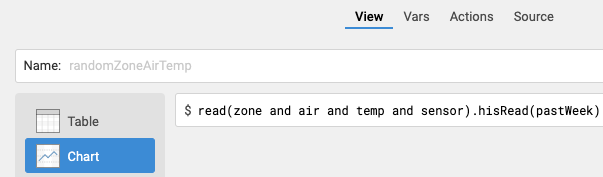 View Vars Actions Source
Name: randomZoneAirTemp
Table
$ read(zone and air and temp and sensor).hisRead(pastWeek)
Chart